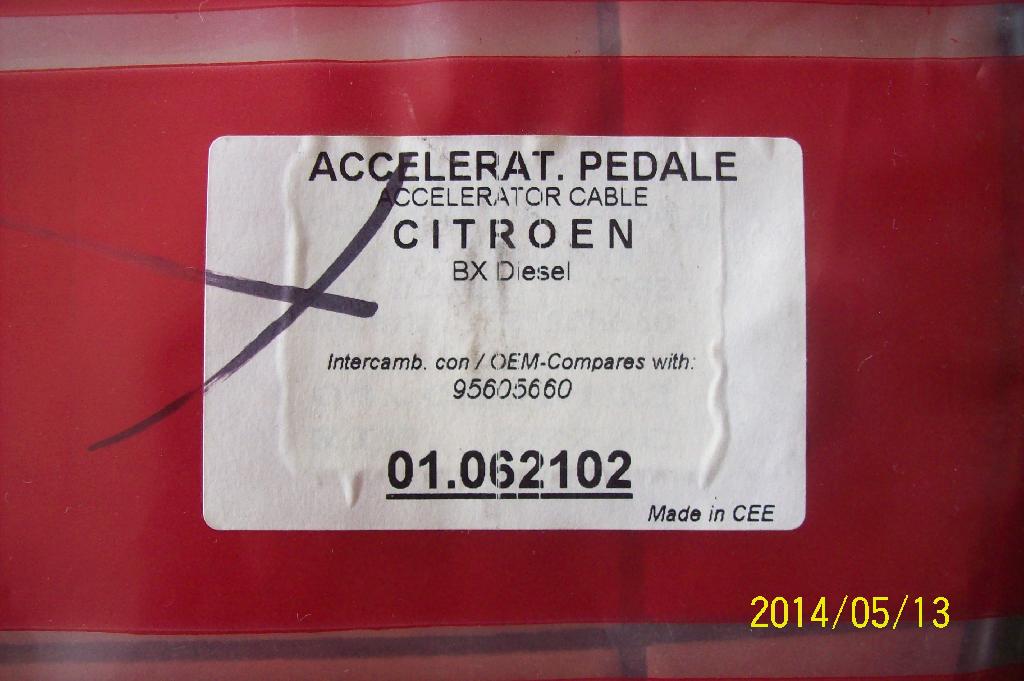 ACCELERAT. PEDALE
ACCELERATOR CABLE
CITROEN
BX Diesel
Intercamb. con / OEM-Compares with:
95605660
01.062102
Made in CEE
2014/05/13